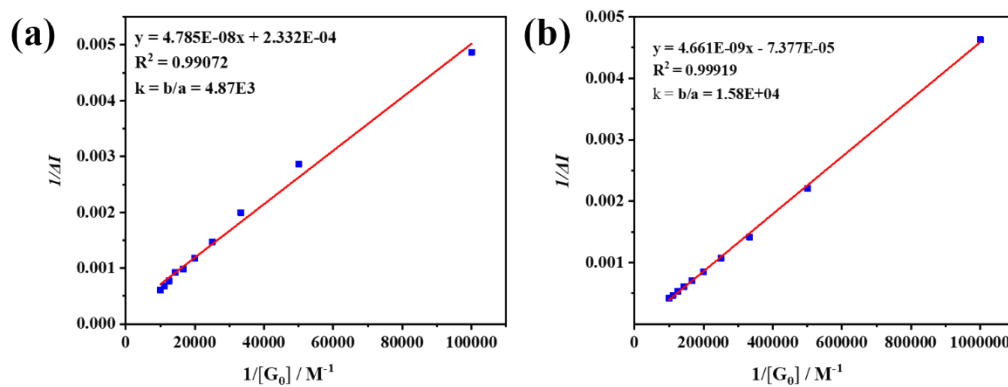 (a)
y = 4.785E-08x + 2.332E-04
R² = 0.99072
k = b/a = 4.87E3
0.005
0.004
0.003
0.002
0.001
0.000
1/ΔI
0 20000 40000 60000 80000 100000
1/[G₀] / M⁻¹
(b)
y = 4.661E-09x - 7.377E-05
R² = 0.99919
k = b/a = 1.58E+04
0.005
0.004
0.003
0.002
0.001
1/ΔI
0 200000 400000 600000 800000 1000000
1/[G₀] / M⁻¹